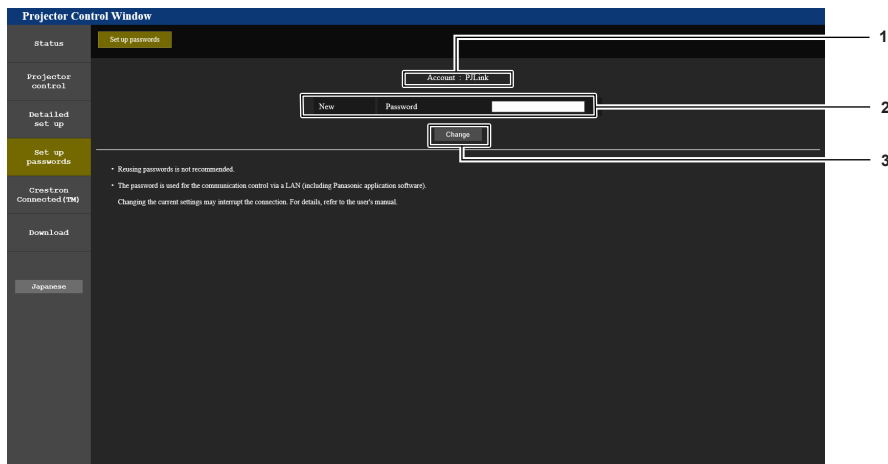 Projector Control Window
Status
Set up passwords
1
Projector
control
Account : PJLink
Detailed
set up
New Password
2
Change
Set up
passwords
3
• Reusing passwords is not recommended.
• The password is used for the communication control via a LAN (including Panasonic application software).
Changing the current settings may interrupt the connection. For details, refer to the user's manual.
Crestron
Connected(TM)
Download
Japanese